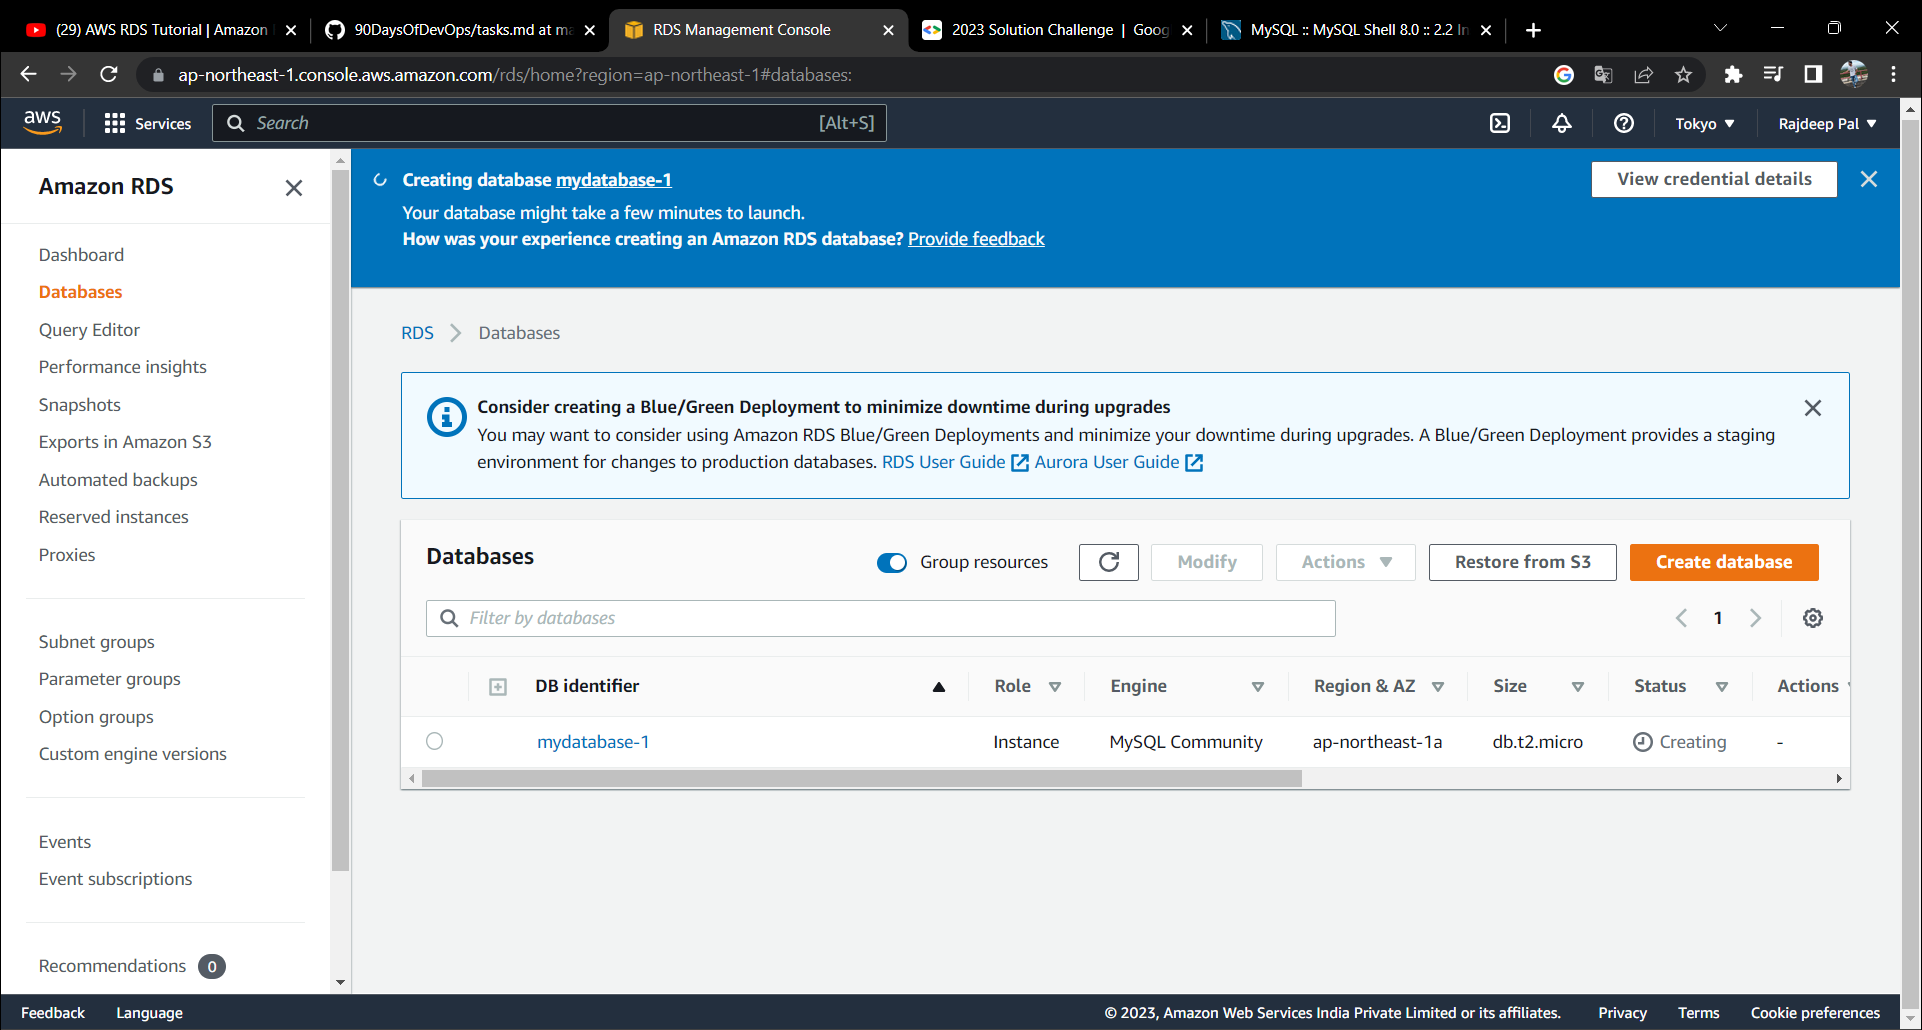 (29) AWS RDS Tutorial | Amazon
90DaysOfDevOps/tasks.md at ma
RDS Management Console
2023 Solution Challenge | Goog
MySQL :: MySQL Shell 8.0 :: 2.2 In
ap-northeast-1.console.aws.amazon.com/rds/home?region=ap-northeast-1#databases:
aws
Services
Search
[Alt+S]
Tokyo
Rajdeep Pal
Amazon RDS
Dashboard
Databases
Query Editor
Performance insights
Snapshots
Exports in Amazon S3
Automated backups
Reserved instances
Proxies
Subnet groups
Parameter groups
Option groups
Custom engine versions
Events
Event subscriptions
Recommendations 0
Creating database mydatabase-1
Your database might take a few minutes to launch.
How was your experience creating an Amazon RDS database? Provide feedback
View credential details
RDS > Databases
Consider creating a Blue/Green Deployment to minimize downtime during upgrades
You may want to consider using Amazon RDS Blue/Green Deployments and minimize your downtime during upgrades. A Blue/Green Deployment provides a staging
environment for changes to production databases. RDS User Guide Aurora User Guide
Databases
Group resources
Modify
Actions
Restore from S3
Create database
Filter by databases
1
DB identifier Role Engine Region & AZ Size Status Actions
mydatabase-1 Instance MySQL Community ap-northeast-1a db.t2.micro Creating -
Feedback Language © 2023, Amazon Web Services India Private Limited or its affiliates. Privacy Terms Cookie preferences